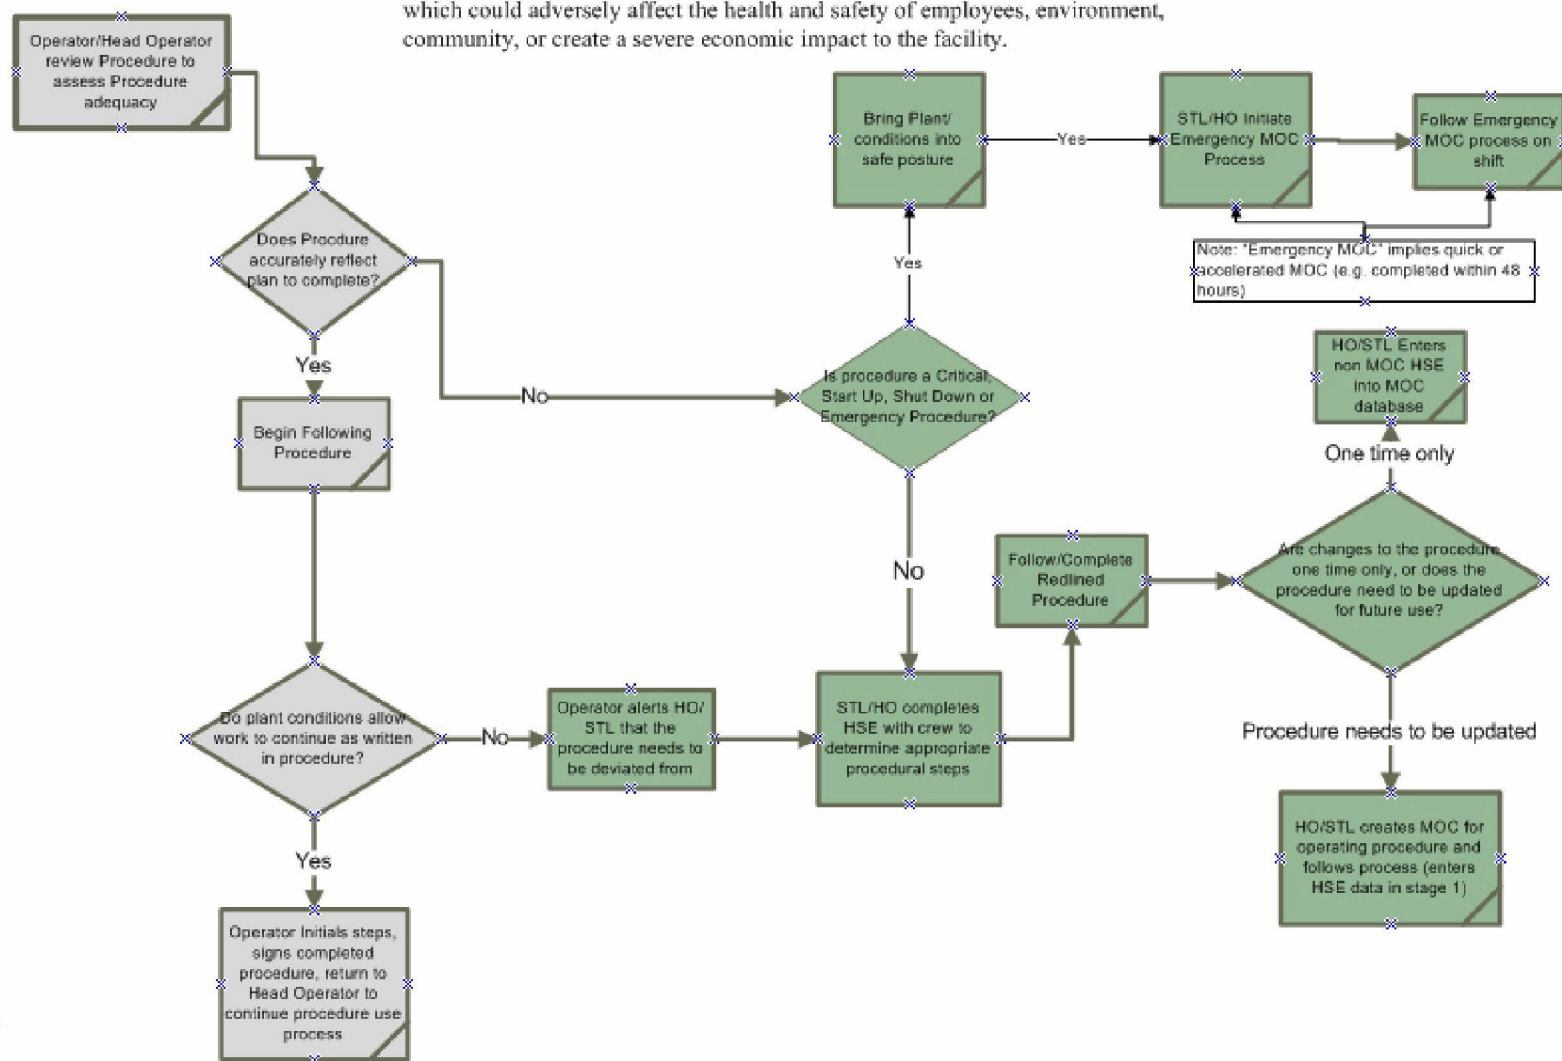 which could adversely affect the health and safety of employees, environment,
community, or create a severe economic impact to the facility.
Operator/Head Operator
review Procedure to
assess Procedure
adequacy
Does Procdure
accurately reflect
plan to complete?
Yes
No
Begin Following
Procedure
Do plant conditions allow
work to continue as written
in procedure?
Yes
No
Operator Initials steps,
signs completed
procedure, return to
Head Operator to
continue procedure use
process
Operator alerts HO/
STL that the
procedure needs to
be deviated from
Is procedure a Critical,
Start Up, Shut Down or
Emergency Procedure?
Yes
No
Bring Plant/
conditions into
safe posture
Yes
STL/HO Initiate
Emergency MOC
Process
Follow Emergency
MOC process on
shift
Note: "Emergency MOC" implies quick or
accelerated MOC (e.g. completed within 48
hours)
STL/HO completes
HSE with crew to
determine appropriate
procedural steps
Follow/Complete
Redlined
Procedure
Are changes to the procedure
one time only, or does the
procedure need to be updated
for future use?
One time only
HO/STL Enters
non MOC HSE
into MOC
database
Procedure needs to be updated
HO/STL creates MOC for
operating procedure and
follows process (enters
HSE data in stage 1)